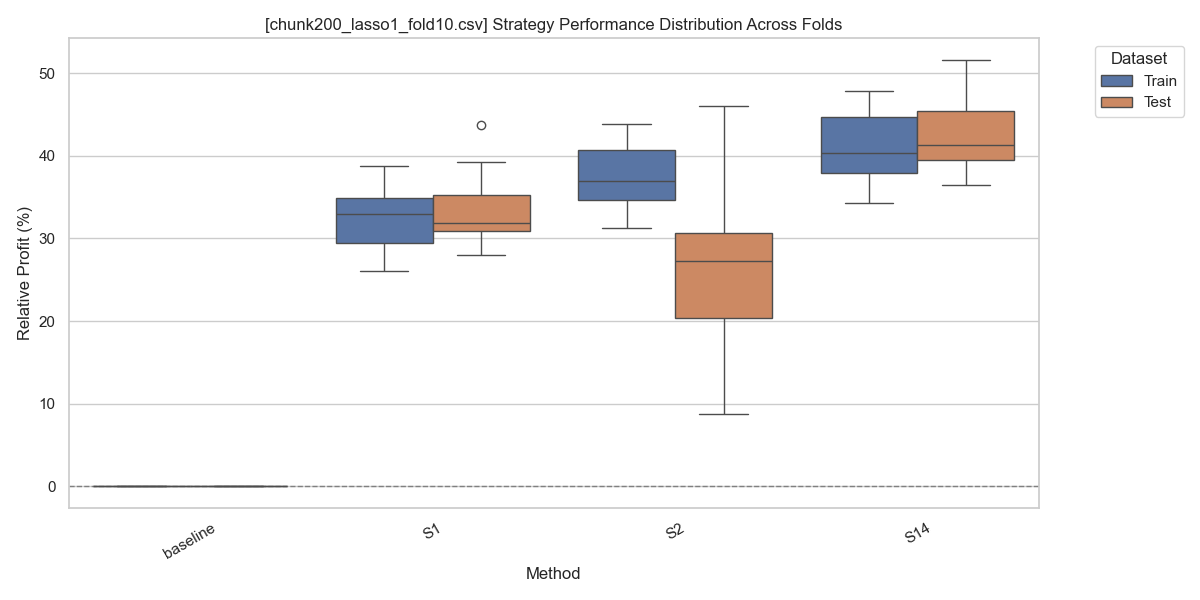 [chunk200_lasso1_fold10.csv] Strategy Performance Distribution Across Folds
Dataset
Train
Test
Relative Profit (%)
50
40
30
20
10
0
baseline
S1
S2
S14
Method